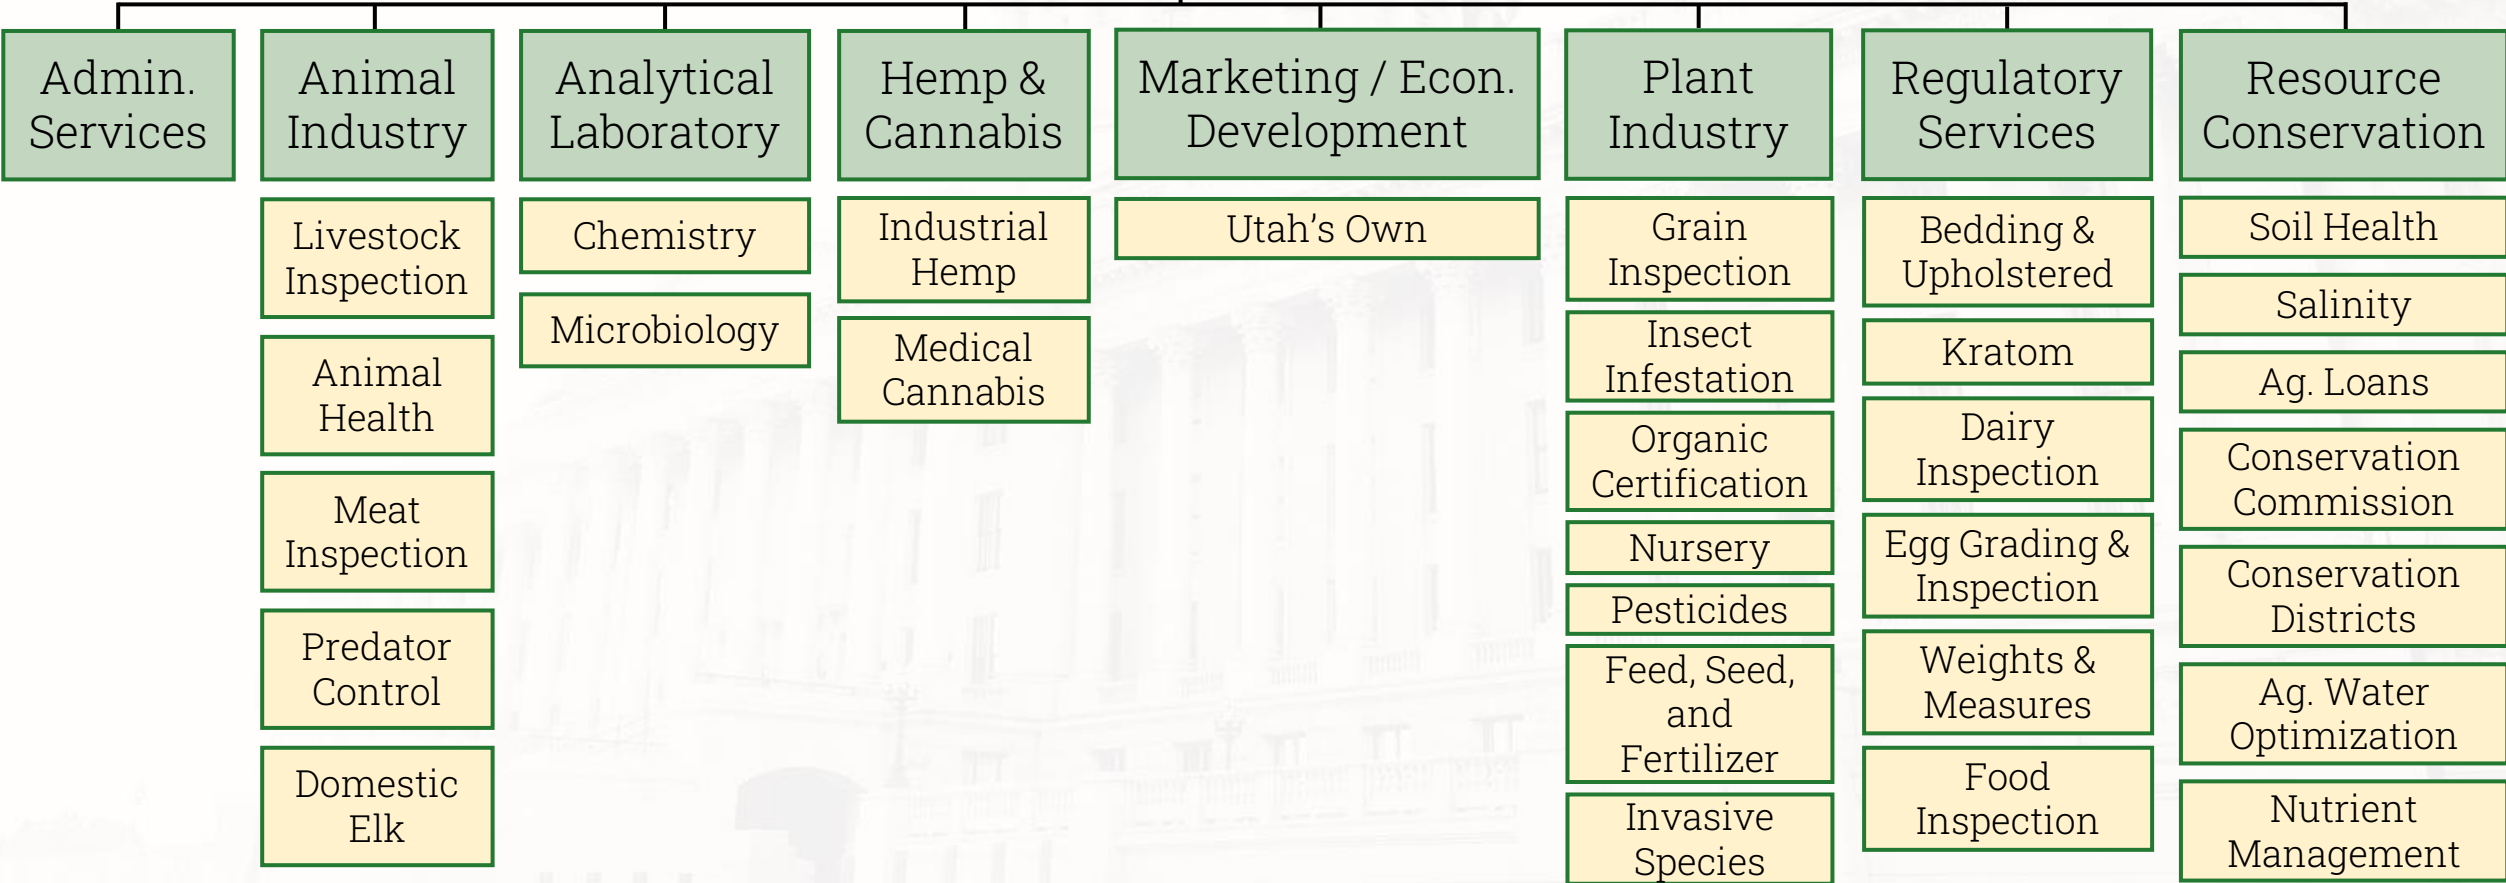 Admin.
Services
Animal
Industry
Livestock
Inspection
Animal
Health
Meat
Inspection
Predator
Control
Domestic
Elk
Analytical
Laboratory
Chemistry
Microbiology
Hemp &
Cannabis
Industrial
Hemp
Medical
Cannabis
Marketing / Econ.
Development
Utah's Own
Plant
Industry
Grain
Inspection
Insect
Infestation
Organic
Certification
Nursery
Pesticides
Feed, Seed,
and
Fertilizer
Invasive
Species
Regulatory
Services
Bedding &
Upholstered
Kratom
Dairy
Inspection
Egg Grading &
Inspection
Weights &
Measures
Food
Inspection
Resource
Conservation
Soil Health
Salinity
Ag. Loans
Conservation
Commission
Conservation
Districts
Ag. Water
Optimization
Nutrient
Management